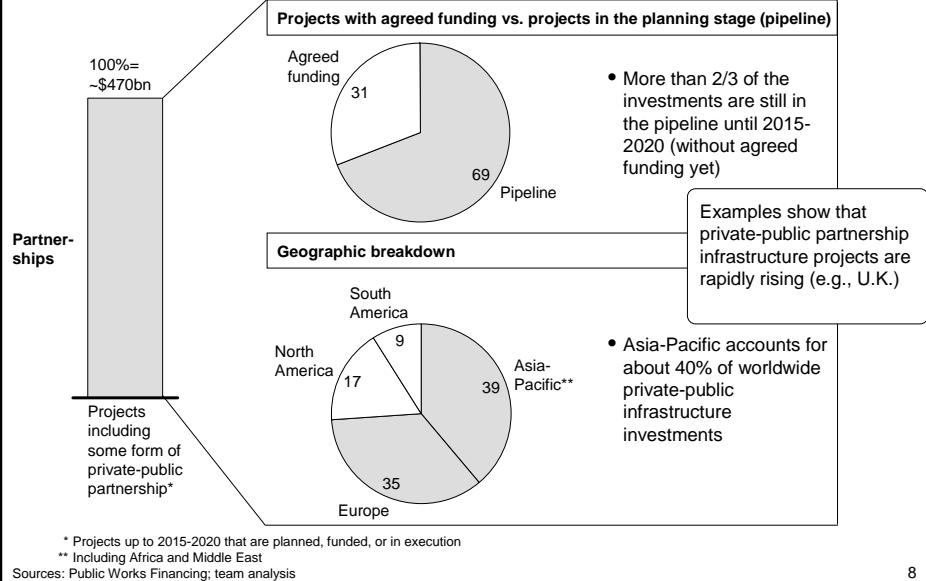 Projects with agreed funding vs. projects in the planning stage (pipeline)
100%=
~$470bn
Agreed
funding
31
69
Pipeline
• More than 2/3 of the
investments are still in
the pipeline until 2015-
2020 (without agreed
funding yet)
Examples show that
private-public partnership
infrastructure projects are
rapidly rising (e.g., U.K.)
Partner-
ships
Geographic breakdown
South
America
9
North
America
17
Asia-
Pacific**
39
35
Europe
• Asia-Pacific accounts for
about 40% of worldwide
private-public
infrastructure
investments
Projects
including
some form of
private-public
partnership*
* Projects up to 2015-2020 that are planned, funded, or in execution
** Including Africa and Middle East
Sources: Public Works Financing; team analysis
8